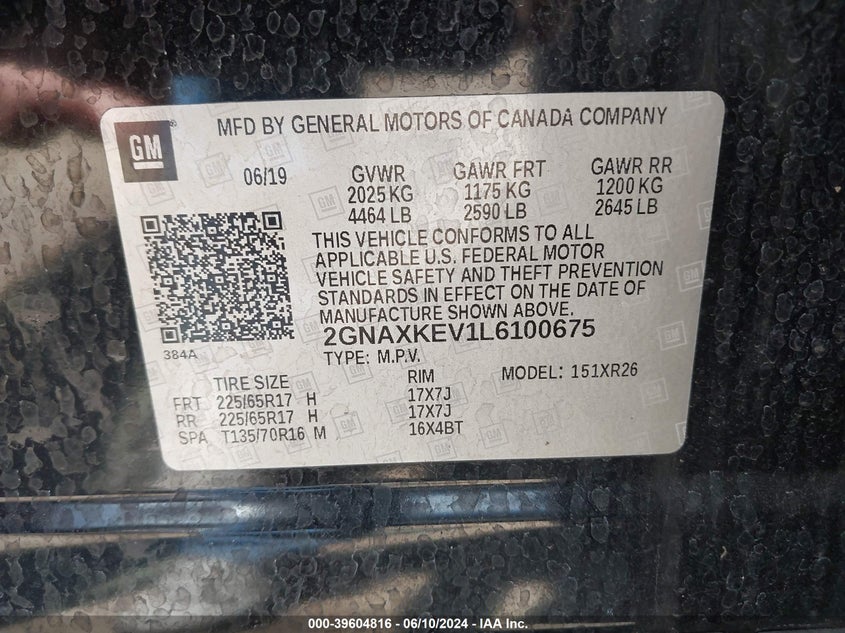 MFD BY GENERAL MOTORS OF CANADA COMPANY
GM
06/19
GVWR GAWR FRT GAWR RR
2025 KG 1175 KG 1200 KG
4464 LB 2590 LB 2645 LB
THIS VEHICLE CONFORMS TO ALL
APPLICABLE U.S. FEDERAL MOTOR
VEHICLE SAFETY AND THEFT PREVENTION
STANDARDS IN EFFECT ON THE DATE OF
MANUFACTURE SHOWN ABOVE.
2GNAXKEV1L6100675
384A
TYPE: M.P.V. MODEL: 151XR26
TIRE SIZE RIM
FRT 225/65R17 H 17X7J
RR 225/65R17 H 17X7J
SPA T135/70R16 M 16X4BT
000-39604816 - 06/10/2024 - IAA Inc.